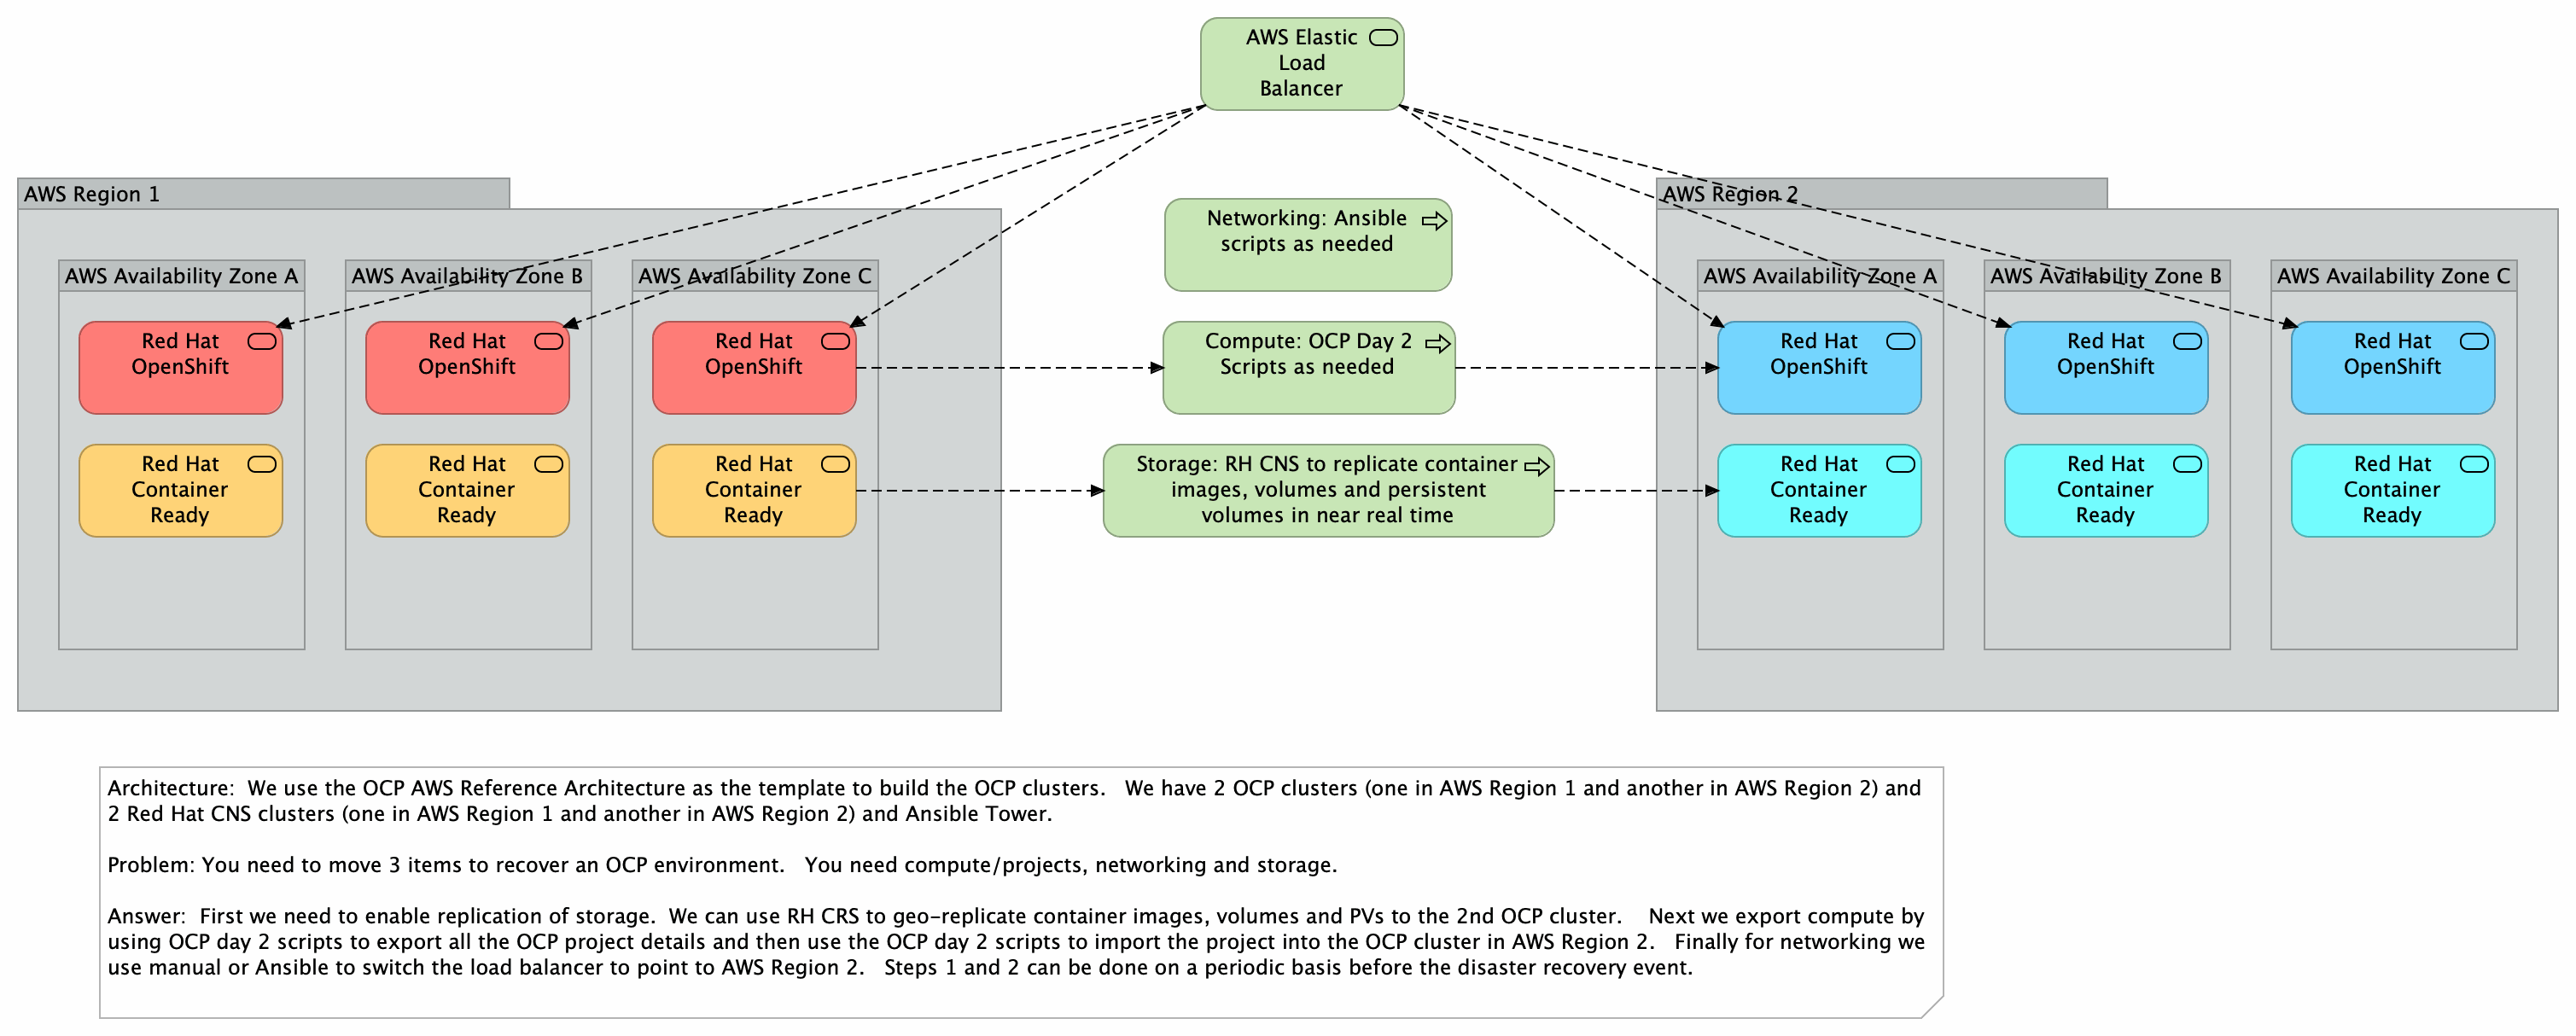 AWS Elastic
Load
Balancer
AWS Region 1
AWS Availability Zone A
Red Hat
OpenShift
Red Hat
Container
Ready
AWS Availability Zone B
Red Hat
OpenShift
Red Hat
Container
Ready
AWS Availability Zone C
Red Hat
OpenShift
Red Hat
Container
Ready
Networking: Ansible
scripts as needed
Compute: OCP Day 2
Scripts as needed
Storage: RH CNS to replicate container
images, volumes and persistent
volumes in near real time
AWS Region 2
AWS Availability Zone A
Red Hat
OpenShift
Red Hat
Container
Ready
AWS Availability Zone B
Red Hat
OpenShift
Red Hat
Container
Ready
AWS Availability Zone C
Red Hat
OpenShift
Red Hat
Container
Ready
Architecture:  We use the OCP AWS Reference Architecture as the template to build the OCP clusters.   We have 2 OCP clusters (one in AWS Region 1 and another in AWS Region 2) and
2 Red Hat CNS clusters (one in AWS Region 1 and another in AWS Region 2) and Ansible Tower.
Problem: You need to move 3 items to recover an OCP environment.   You need compute/projects, networking and storage.
Answer:  First we need to enable replication of storage.  We can use RH CRS to geo-replicate container images, volumes and PVs to the 2nd OCP cluster.    Next we export compute by
using OCP day 2 scripts to export all the OCP project details and then use the OCP day 2 scripts to import the project into the OCP cluster in AWS Region 2.   Finally for networking we
use manual or Ansible to switch the load balancer to point to AWS Region 2.   Steps 1 and 2 can be done on a periodic basis before the disaster recovery event.